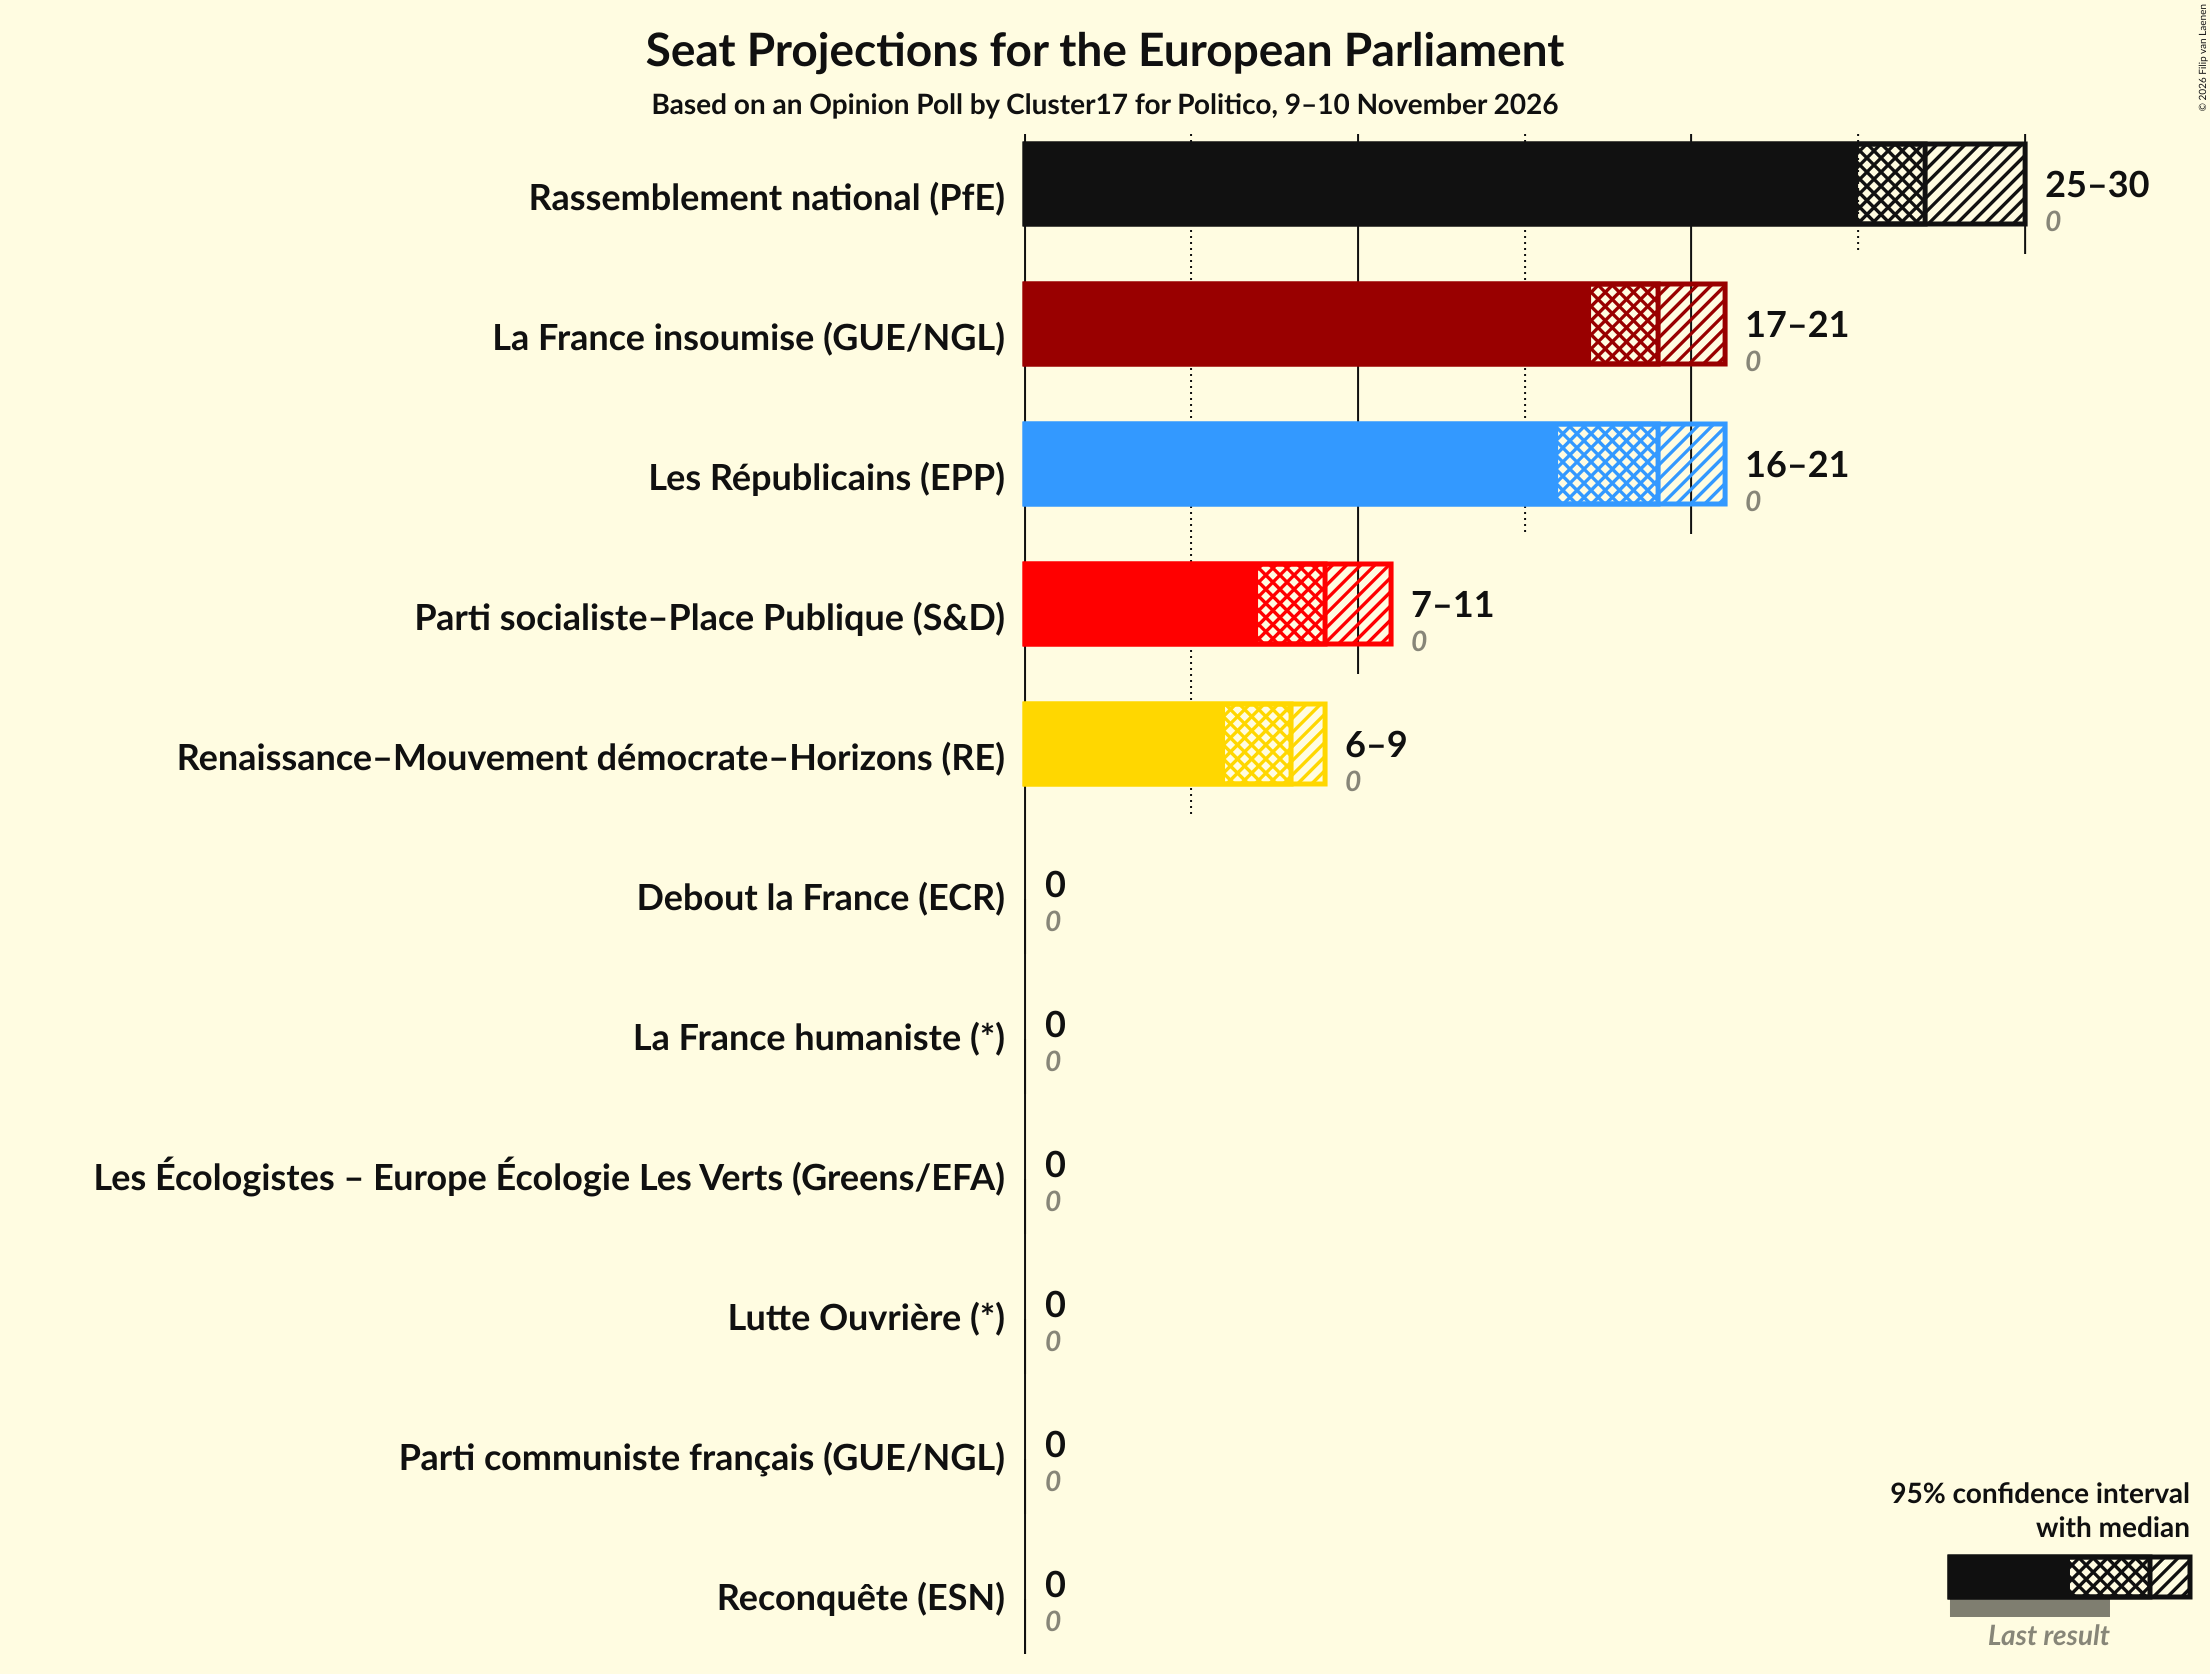 Seat Projections for the European Parliament
Based on an Opinion Poll by Cluster17 for Politico, 9–10 November 2026
© 2026 Filip van Laenen
Rassemblement national (PfE)
25–30
0
La France insoumise (GUE/NGL)
17–21
0
Les Républicains (EPP)
16–21
0
Parti socialiste–Place Publique (S&D)
7–11
0
Renaissance–Mouvement démocrate–Horizons (RE)
6–9
0
Debout la France (ECR)
0
0
La France humaniste (*)
0
0
Les Écologistes – Europe Écologie Les Verts (Greens/EFA)
0
0
Lutte Ouvrière (*)
0
0
Parti communiste français (GUE/NGL)
0
0
Reconquête (ESN)
0
0
95% confidence interval
with median
Last result